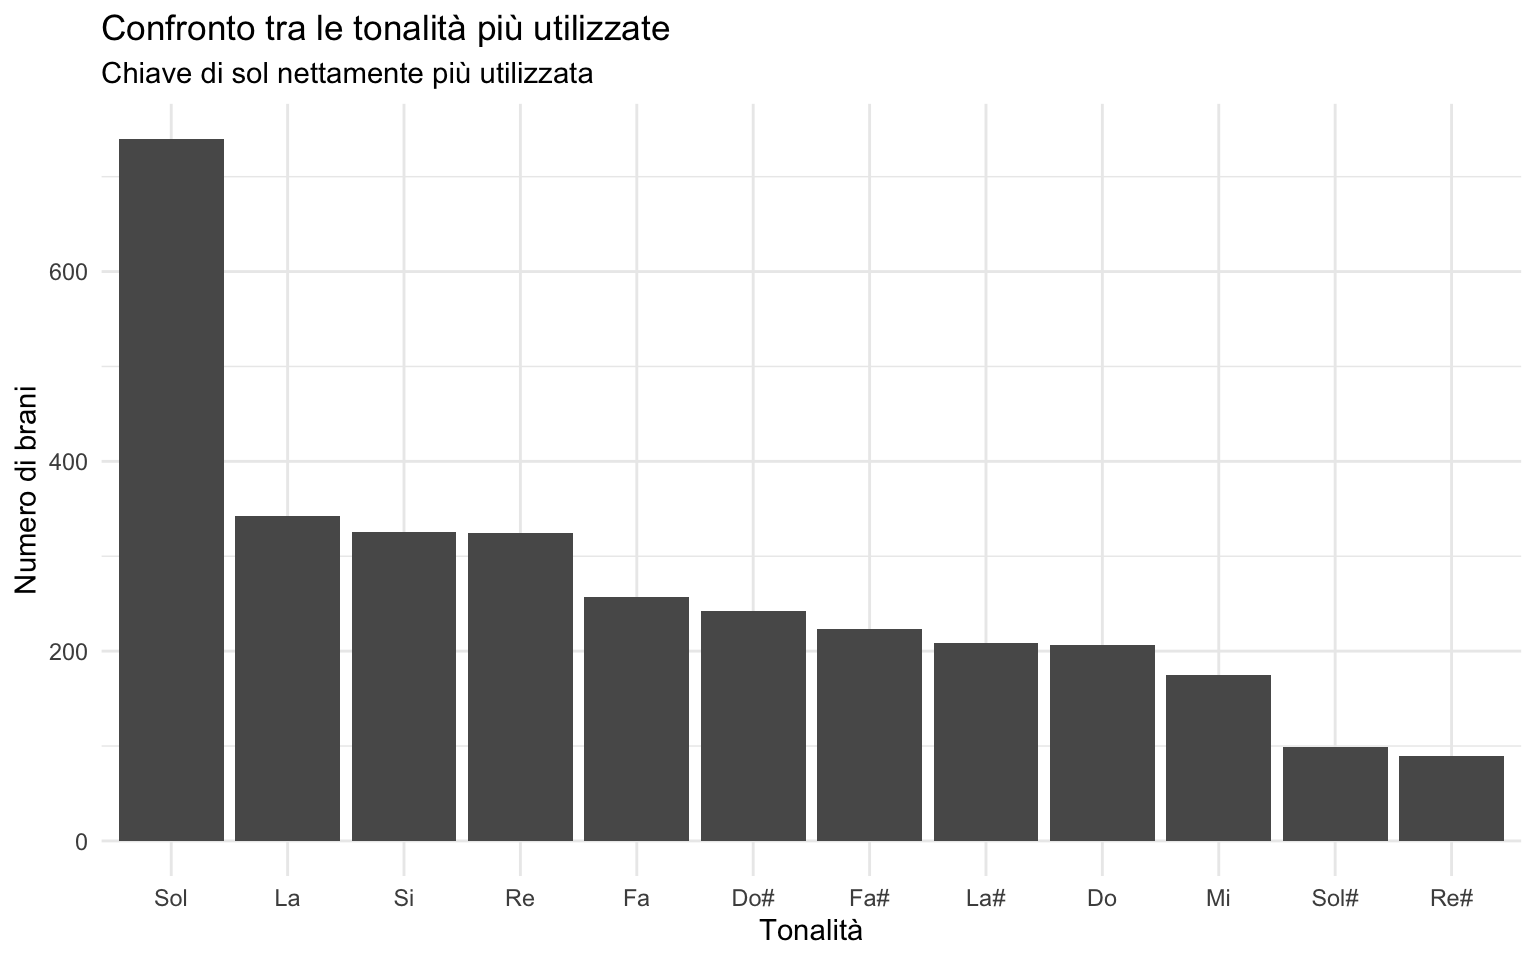 Confronto tra le tonalità più utilizzate
Chiave di sol nettamente più utilizzata
Numero di brani
600
400
200
0
Sol La Si Re Fa Do# Fa# La# Do Mi Sol# Re#
Tonalità